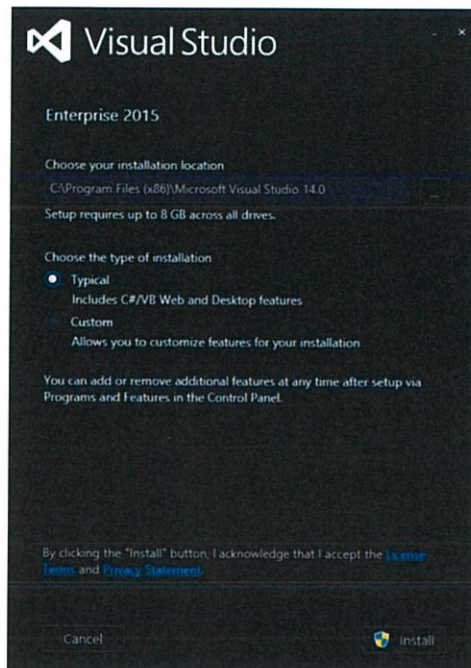 Visual Studio
Enterprise 2015
Choose your installation location
C:\Program Files (x86)\Microsoft Visual Studio 14.0
...
Setup requires up to 8 GB across all drives.
Choose the type of installation
Typical
Includes C#/VB Web and Desktop features
Custom
Allows you to customize features for your installation
You can add or remove additional features at any time after setup via
Programs and Features in the Control Panel.
By clicking the "Install" button, I acknowledge that I accept the License
Terms and Privacy Statement.
Cancel
Install